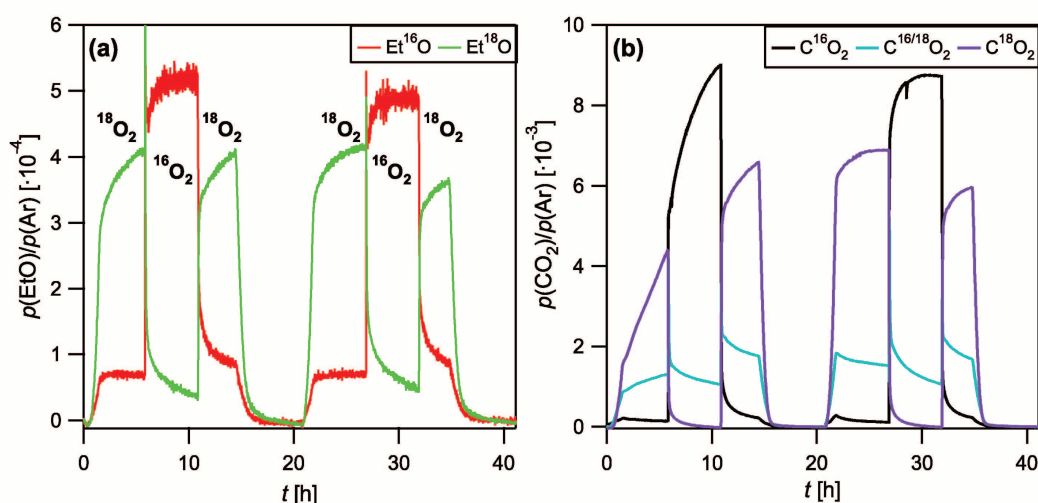 (a)
Et¹⁶O Et¹⁸O
6
5
4
3
2
1
0
p(EtO)/p(Ar) [·10⁻⁴]
¹⁸O₂
¹⁶O₂
¹⁸O₂
¹⁸O₂
¹⁶O₂
¹⁸O₂
0 10 20 30 40
t [h]
(b)
C¹⁶O₂ C¹⁶/¹⁸O₂ C¹⁸O₂
10
8
6
4
2
0
p(CO₂)/p(Ar) [·10⁻³]
0 10 20 30 40
t [h]